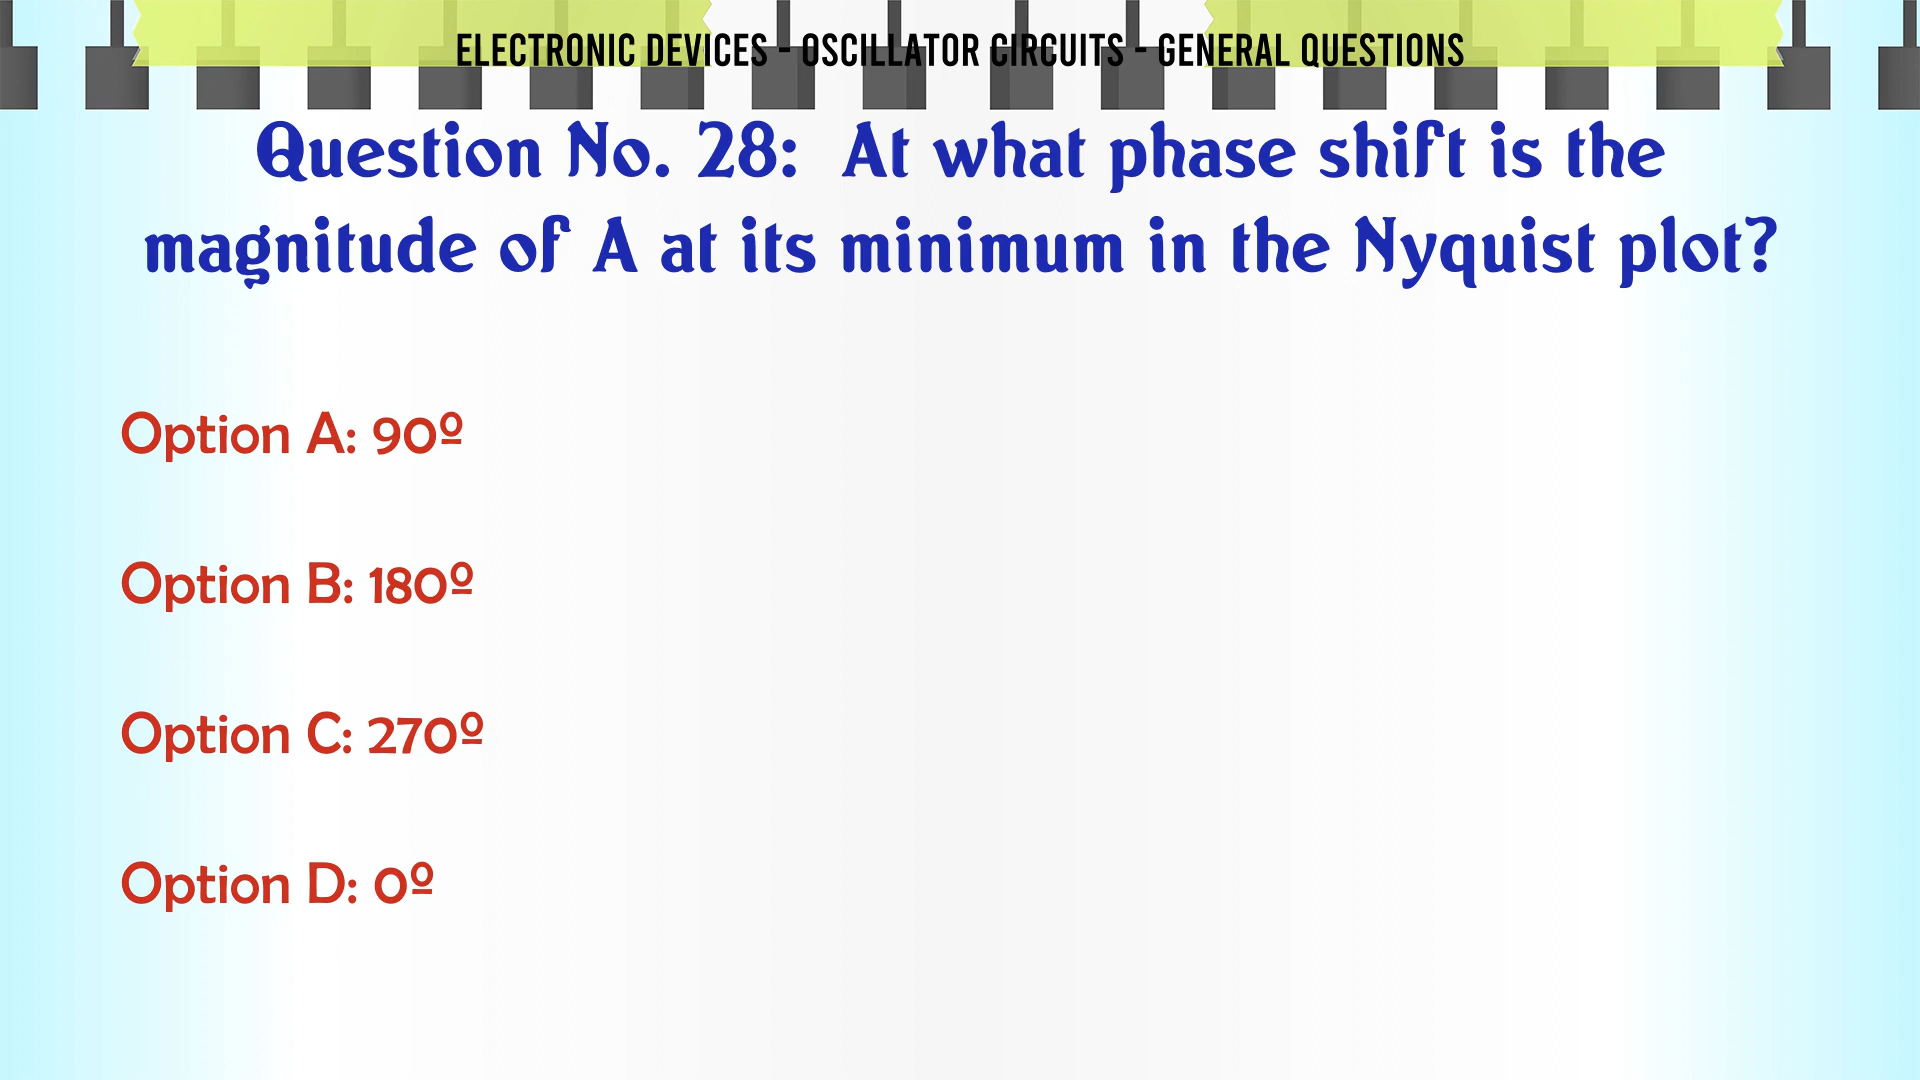 ELECTRONIC DEVICES - OSCILLATOR CIRCUITS - GENERAL QUESTIONS
Question No. 28: At what phase shift is the
magnitude of A at its minimum in the Nyquist plot?
Option A: 90º
Option B: 180º
Option C: 270º
Option D: 0º